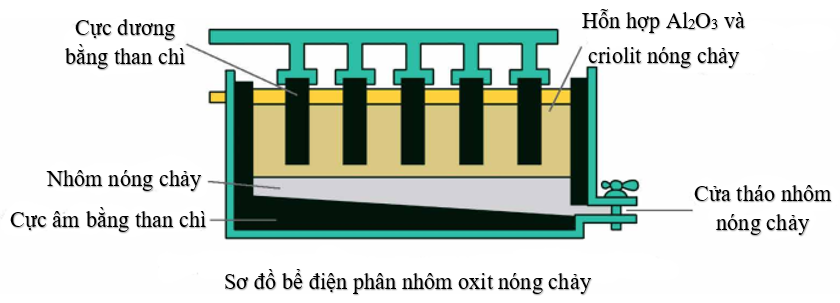 Cực dương
bằng than chì
Hỗn hợp Al₂O₃ và
criolit nóng chảy
Nhôm nóng chảy
Cực âm bằng than chì
Cửa tháo nhôm
nóng chảy
Sơ đồ bể điện phân nhôm oxit nóng chảy